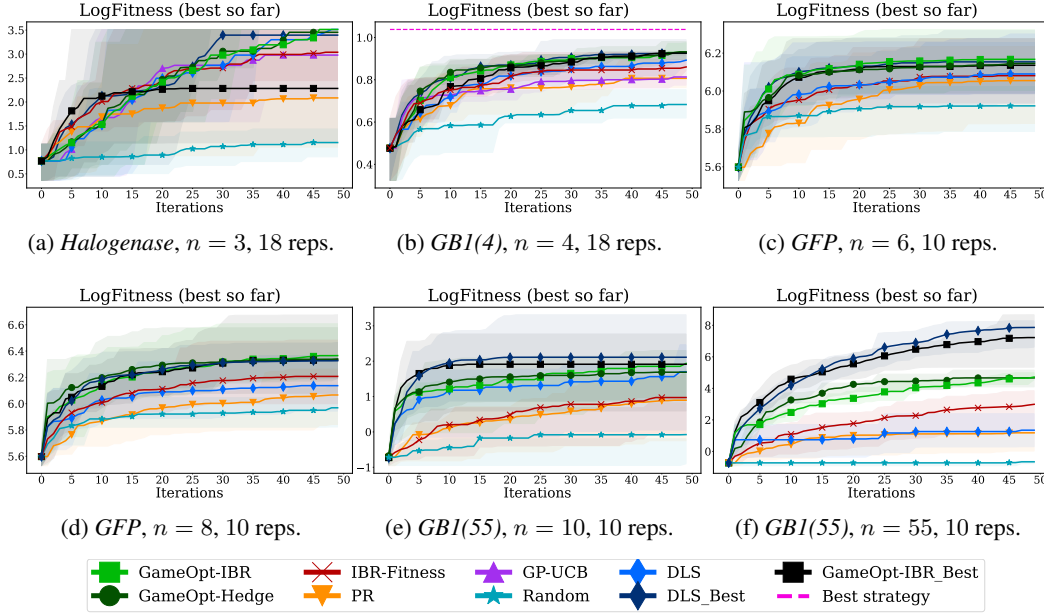 LogFitness (best so far)
3.5
3.0
2.5
2.0
1.5
1.0
0.5
0 5 10 15 20 25 30 35 40 45 50
Iterations
(a) Halogenase, n = 3, 18 reps.
LogFitness (best so far)
1.0
0.8
0.6
0.4
0 5 10 15 20 25 30 35 40 45 50
Iterations
(b) GB1(4), n = 4, 18 reps.
LogFitness (best so far)
6.2
6.0
5.8
5.6
0 5 10 15 20 25 30 35 40 45 50
Iterations
(c) GFP, n = 6, 10 reps.
LogFitness (best so far)
6.6
6.4
6.2
6.0
5.8
5.6
0 5 10 15 20 25 30 35 40 45 50
Iterations
(d) GFP, n = 8, 10 reps.
LogFitness (best so far)
3
2
1
0
−1
0 5 10 15 20 25 30 35 40 45 50
Iterations
(e) GB1(55), n = 10, 10 reps.
LogFitness (best so far)
8
6
4
2
0
0 5 10 15 20 25 30 35 40 45 50
Iterations
(f) GB1(55), n = 55, 10 reps.
GameOpt-IBR IBR-Fitness GP-UCB DLS GameOpt-IBR_Best
GameOpt-Hedge PR Random DLS_Best Best strategy